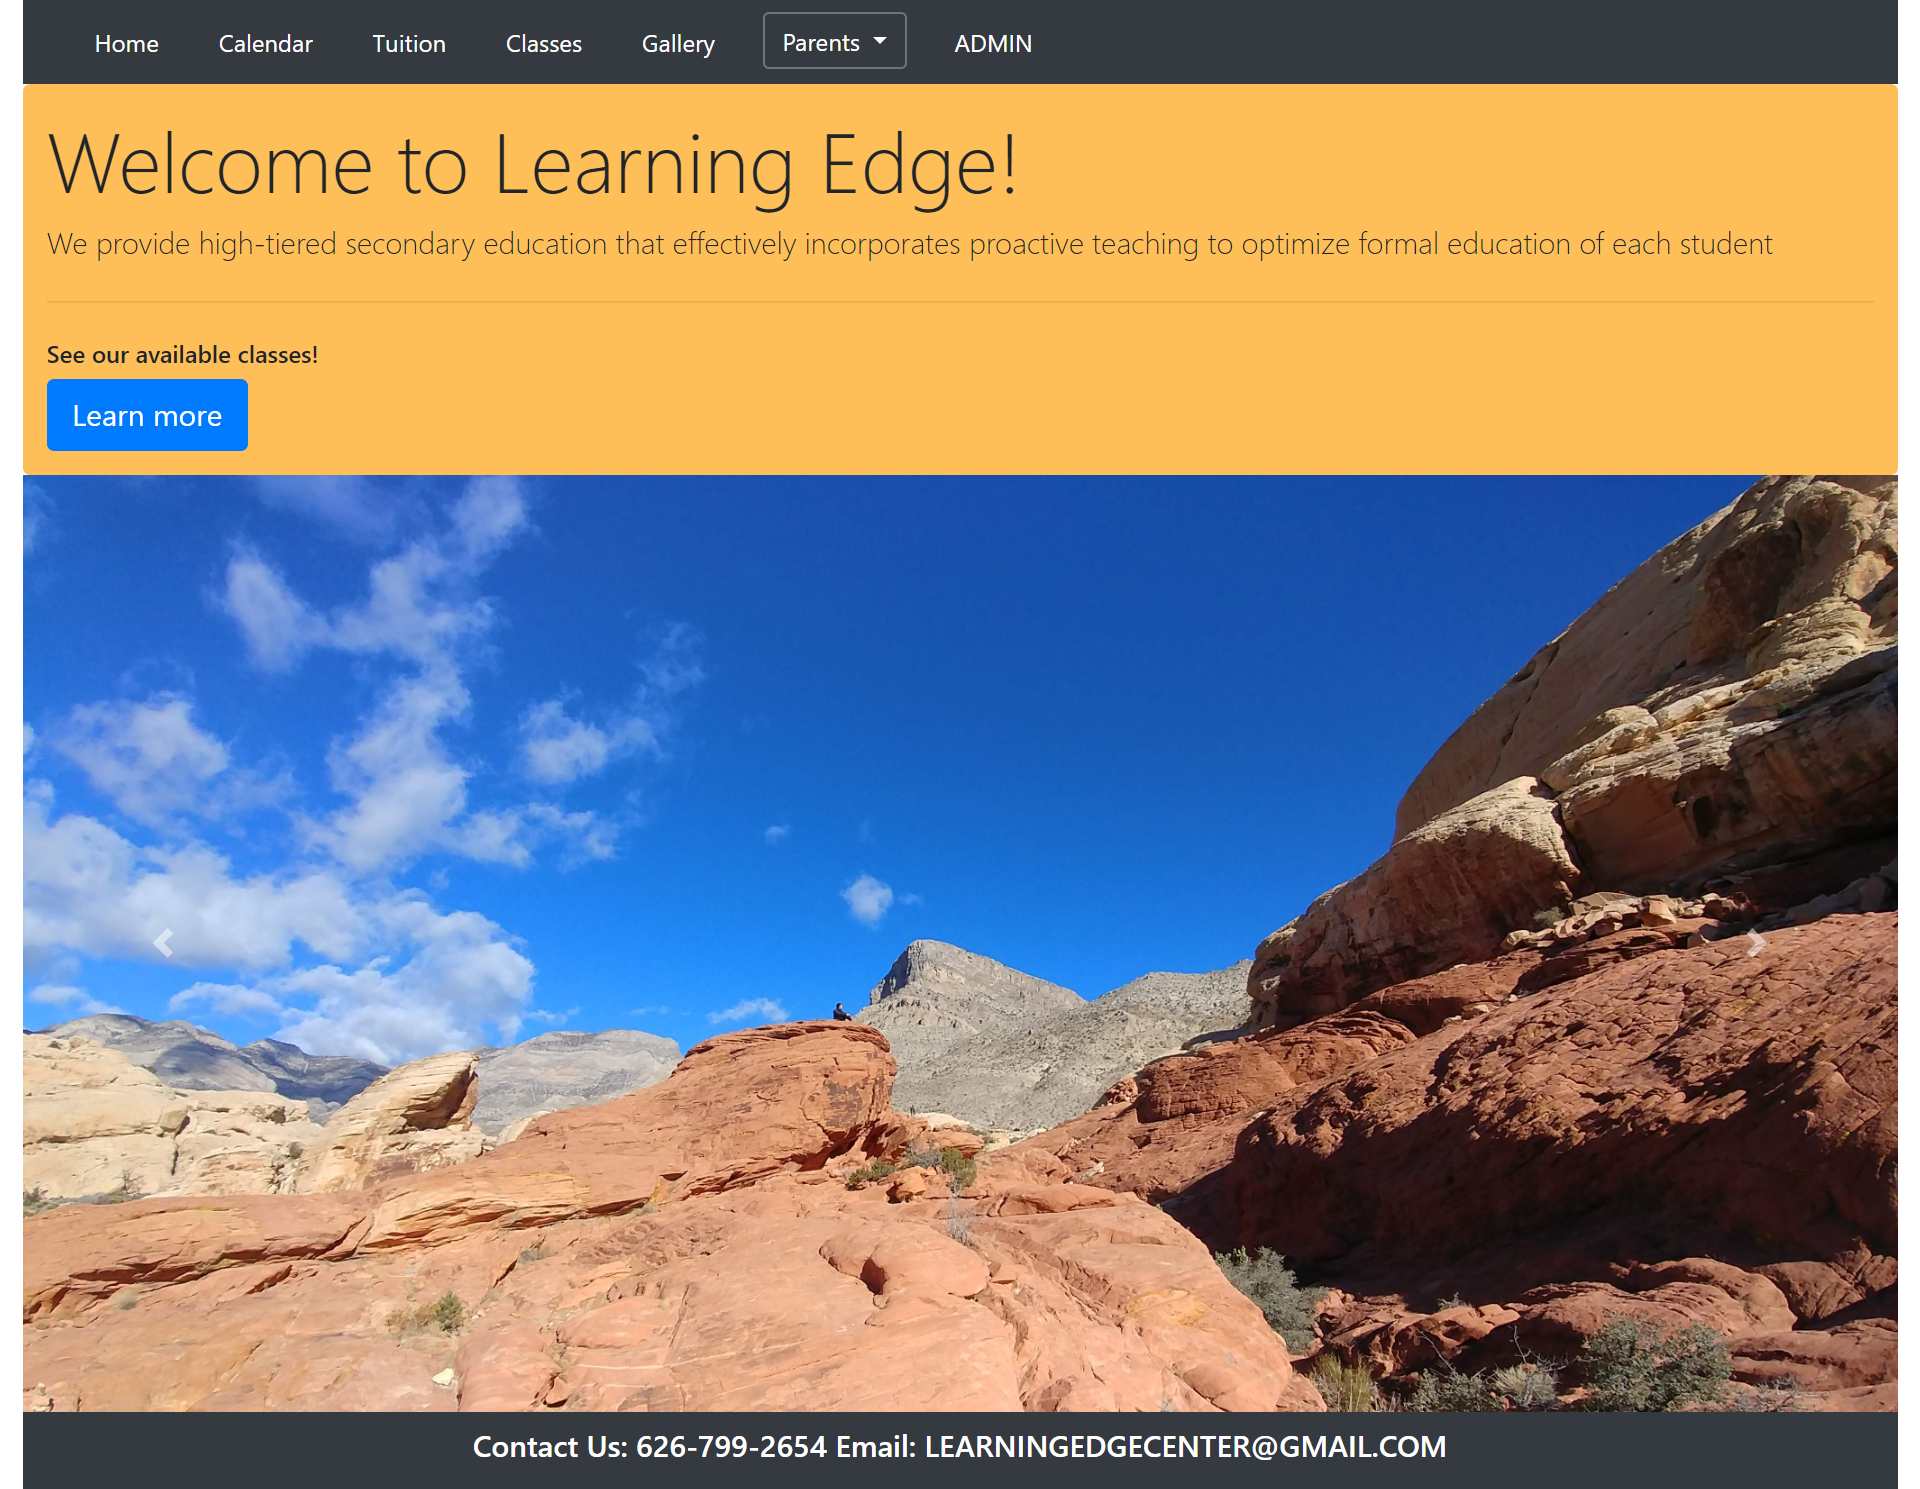 Home Calendar Tuition Classes Gallery Parents ADMIN
Welcome to Learning Edge!
We provide high-tiered secondary education that effectively incorporates proactive teaching to optimize formal education of each student
See our available classes!
Learn more
Contact Us: 626-799-2654 Email: LEARNINGEDGECENTER@GMAIL.COM